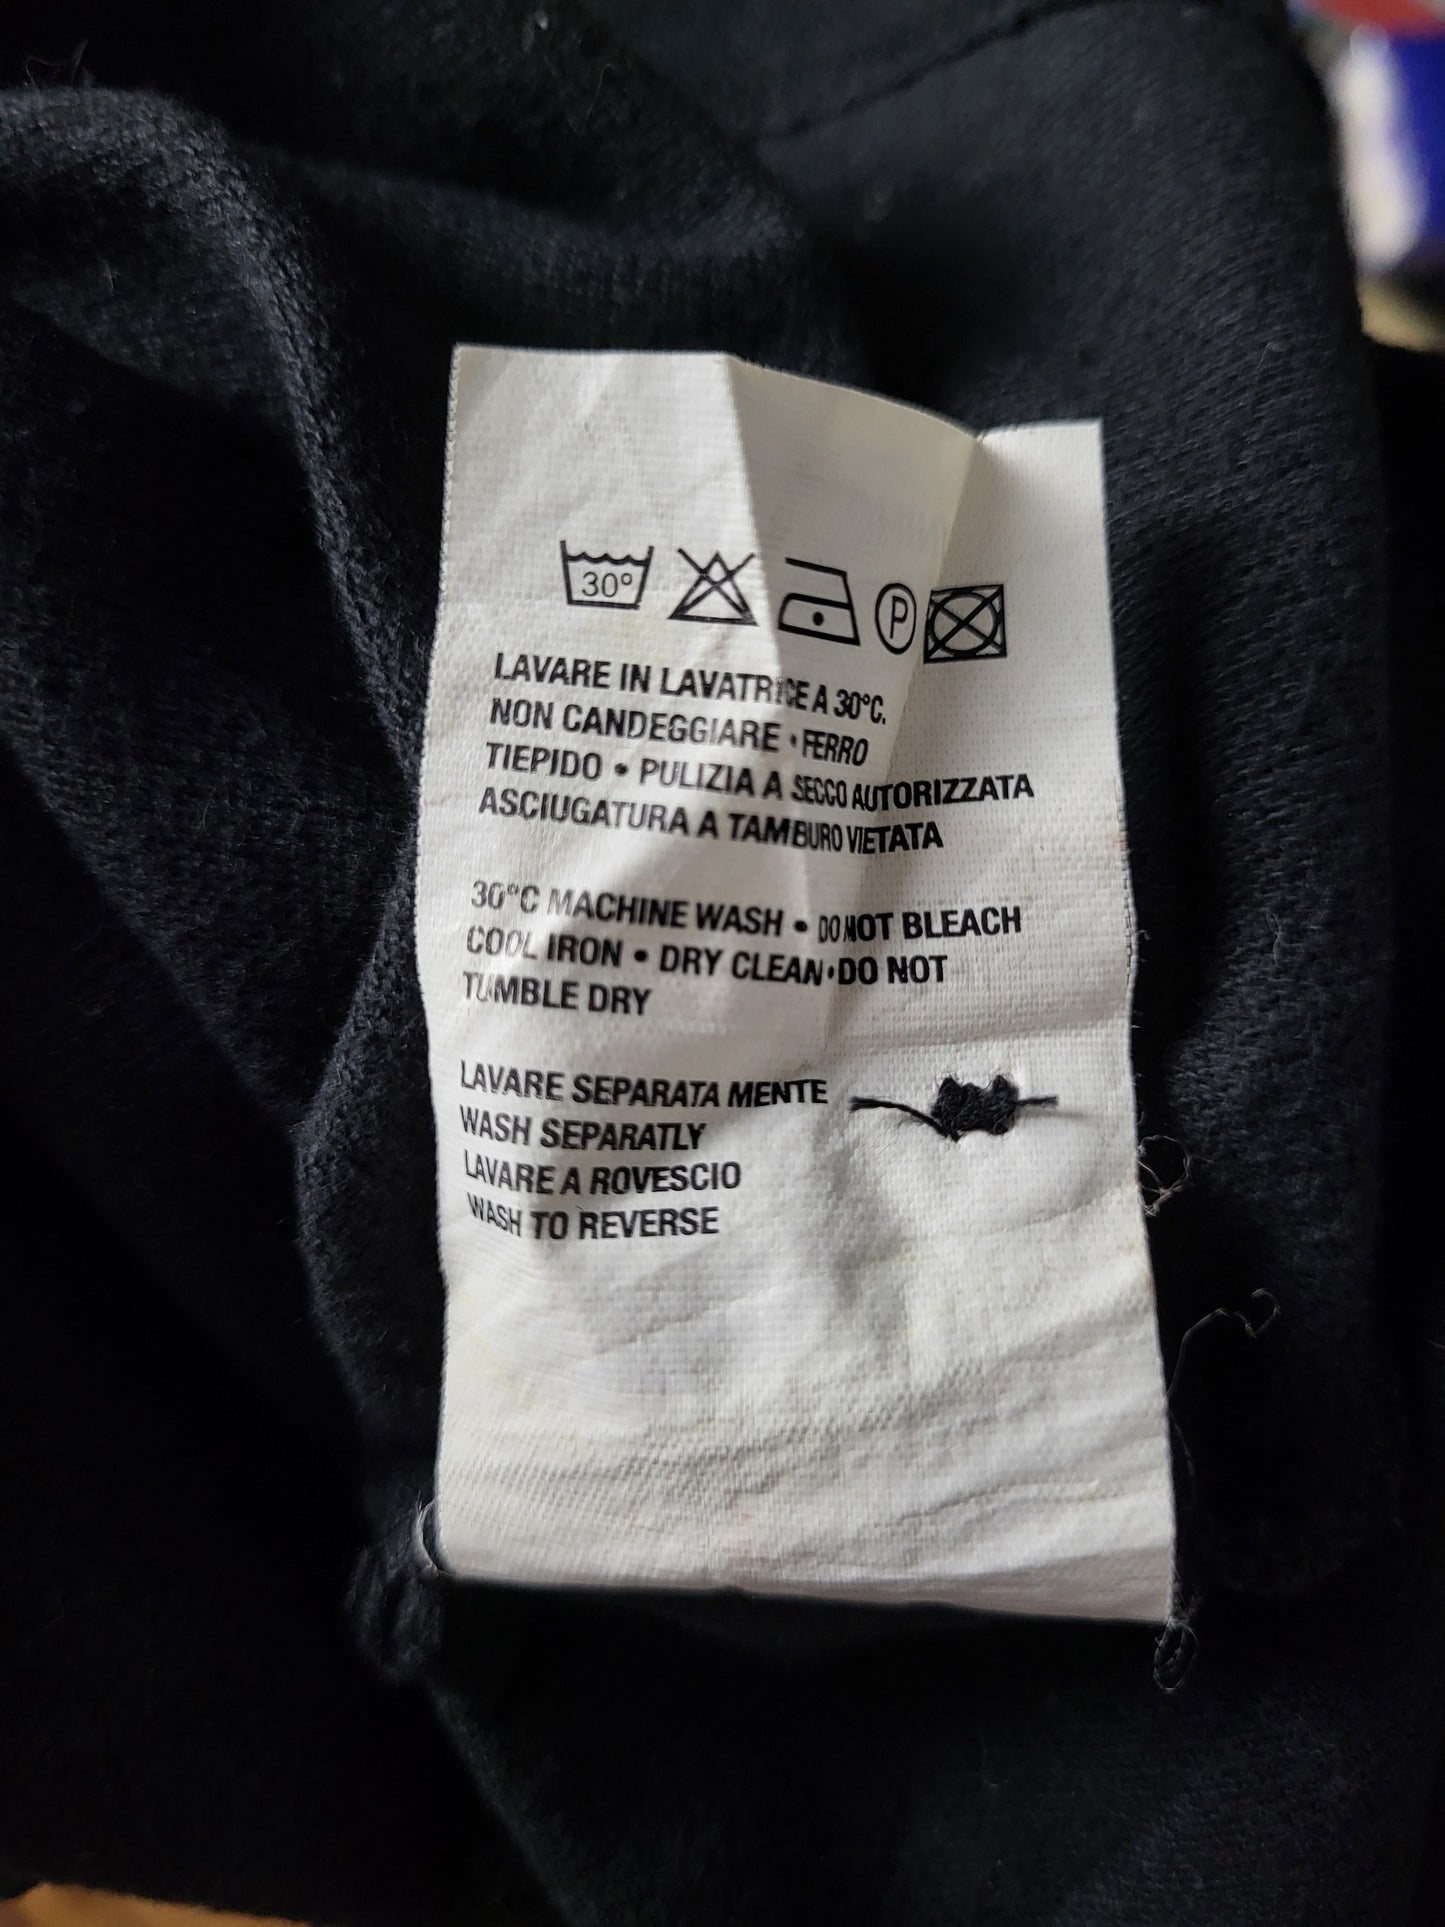 30°
P
LAVARE IN LAVATRICE A 30°C.
NON CANDEGGIARE • FERRO
TIEPIDO • PULIZIA A SECCO AUTORIZZATA
ASCIUGATURA A TAMBURO VIETATA
30°C MACHINE WASH • DO NOT BLEACH
COOL IRON • DRY CLEAN • DO NOT
TUMBLE DRY
LAVARE SEPARATA MENTE
WASH SEPARATLY
LAVARE A ROVESCIO
WASH TO REVERSE